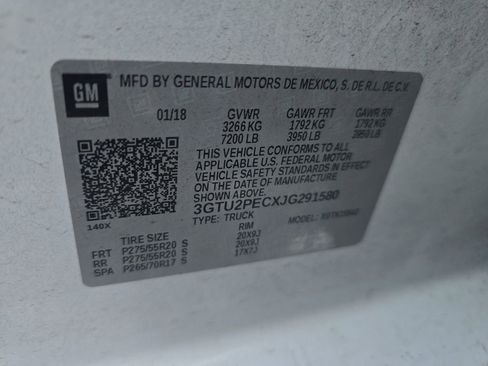 GM MFD BY GENERAL MOTORS DE MEXICO, S. DE R.L. DE C.V.
01/18 GVWR GAWR FRT GAWR RR
3266 KG 1792 KG 1792 KG
7200 LB 3950 LB 3950 LB
THIS VEHICLE CONFORMS TO ALL
APPLICABLE U.S. FEDERAL MOTOR
VEHICLE SAFETY STANDARDS IN EFFECT
ON THE DATE OF MANUFACTURE SHOWN ABOVE.
3GTU2PECXJG291580
140X TYPE: TRUCK MODEL:
TIRE SIZE RIM
FRT P275/55R20 S 20X9J
RR P275/55R20 S 20X9J
SPA P265/70R17 S 17X7J